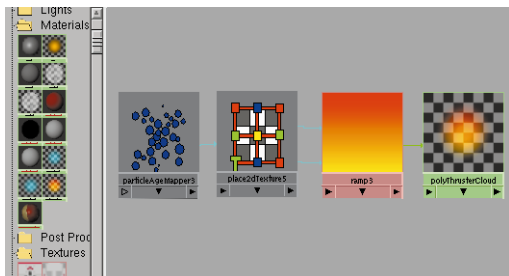 Lights
Materials
particleAgeMapper3
place2dTexture5
ramp3
polyThrusterCloud
Post Proc
Textures